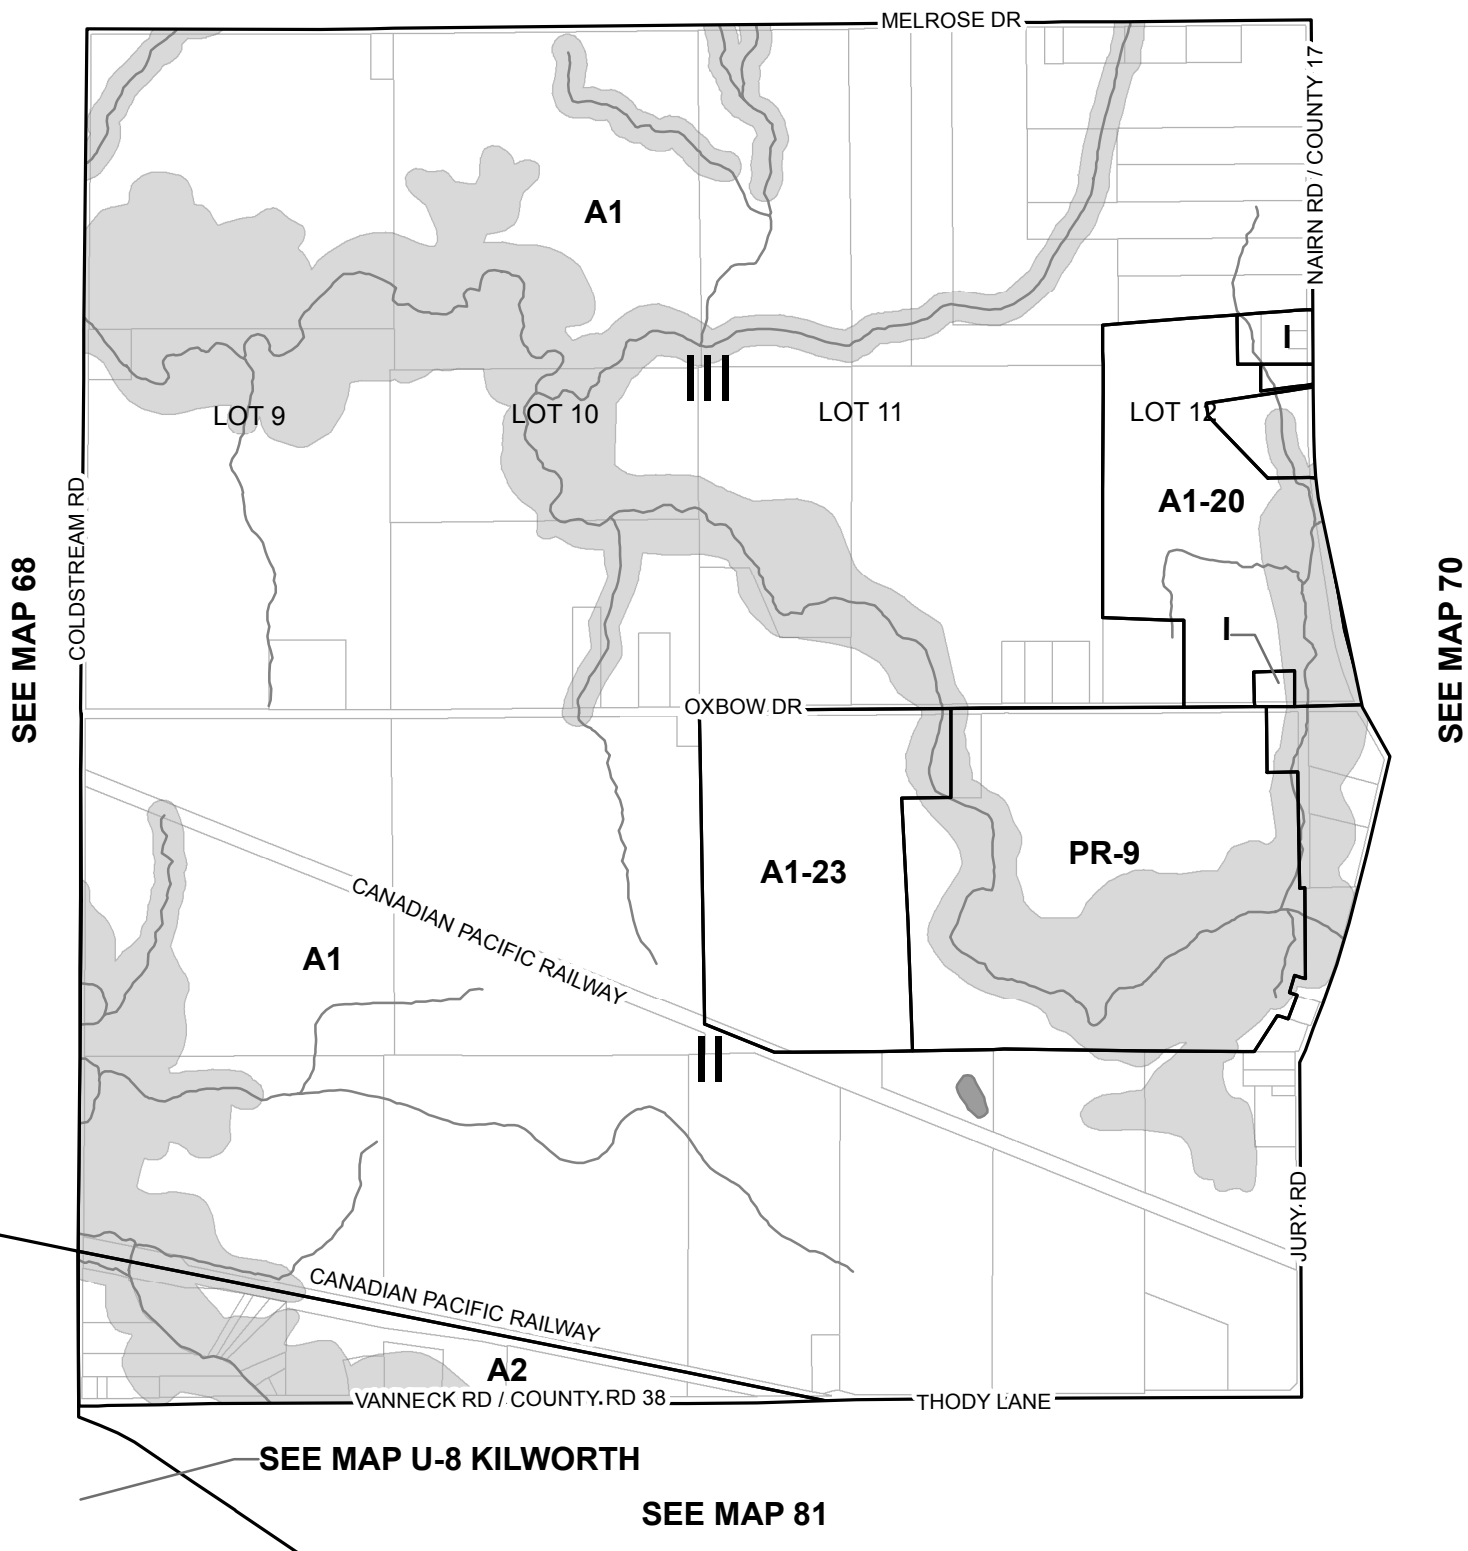 MELROSE DR
NAIRN RD / COUNTY 17
A1
I
III
LOT 9
LOT 10
LOT 11
LOT 12
A1-20
COLDSTREAM RD
SEE MAP 68
SEE MAP 70
I
OXBOW DR
PR-9
A1-23
CANADIAN PACIFIC RAILWAY
A1
II
JURY RD
CANADIAN PACIFIC RAILWAY
A2
VANNECK RD / COUNTY RD 38
THODY LANE
SEE MAP U-8 KILWORTH
SEE MAP 81